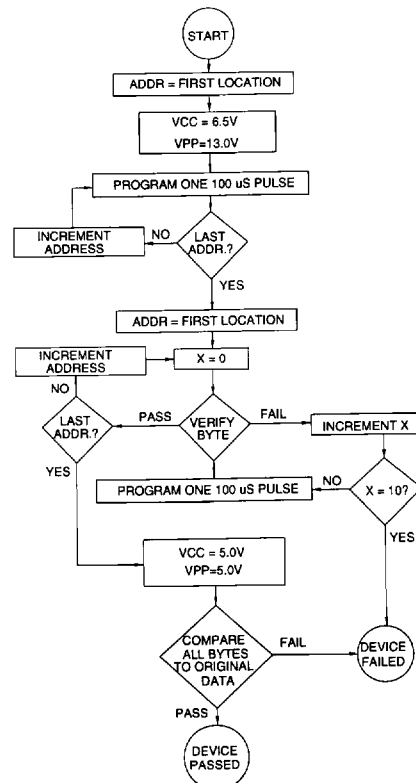 START
ADDR = FIRST LOCATION
VCC = 6.5V
VPP=13.0V
PROGRAM ONE 100 uS PULSE
INCREMENT
ADDRESS
NO
LAST
ADDR.?
YES
ADDR = FIRST LOCATION
INCREMENT
ADDRESS
X = 0
NO
LAST
ADDR.?
PASS
VERIFY
BYTE
FAIL
INCREMENT X
YES
PROGRAM ONE 100 uS PULSE
NO
X = 10?
YES
VCC = 5.0V
VPP=5.0V
COMPARE
ALL BYTES
TO ORIGINAL
DATA
FAIL
DEVICE
FAILED
PASS
DEVICE
PASSED